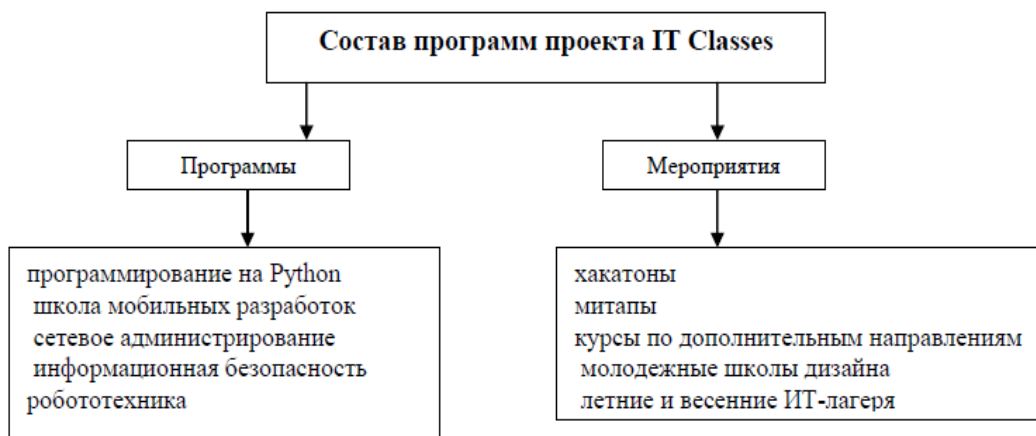 Состав программ проекта IT Classes
Программы
Мероприятия
программирование на Python
школа мобильных разработок
сетевое администрирование
информационная безопасность
робототехника
хакатоны
митапы
курсы по дополнительным направлениям
молодежные школы дизайна
летние и весенние ИТ-лагеря